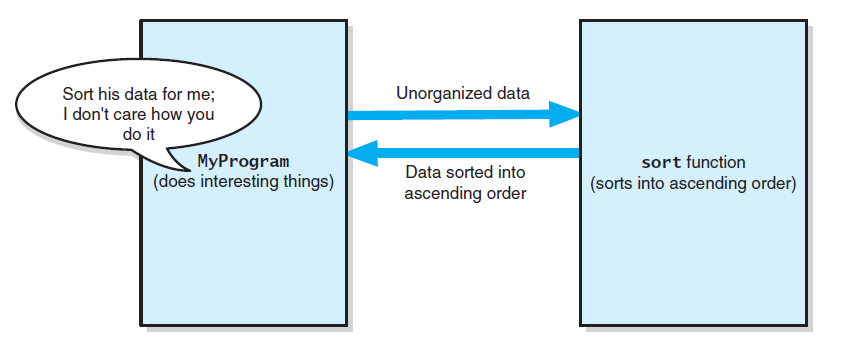 Sort his data for me;
I don't care how you
do it
MyProgram
(does interesting things)
Unorganized data
Data sorted into
ascending order
sort function
(sorts into ascending order)